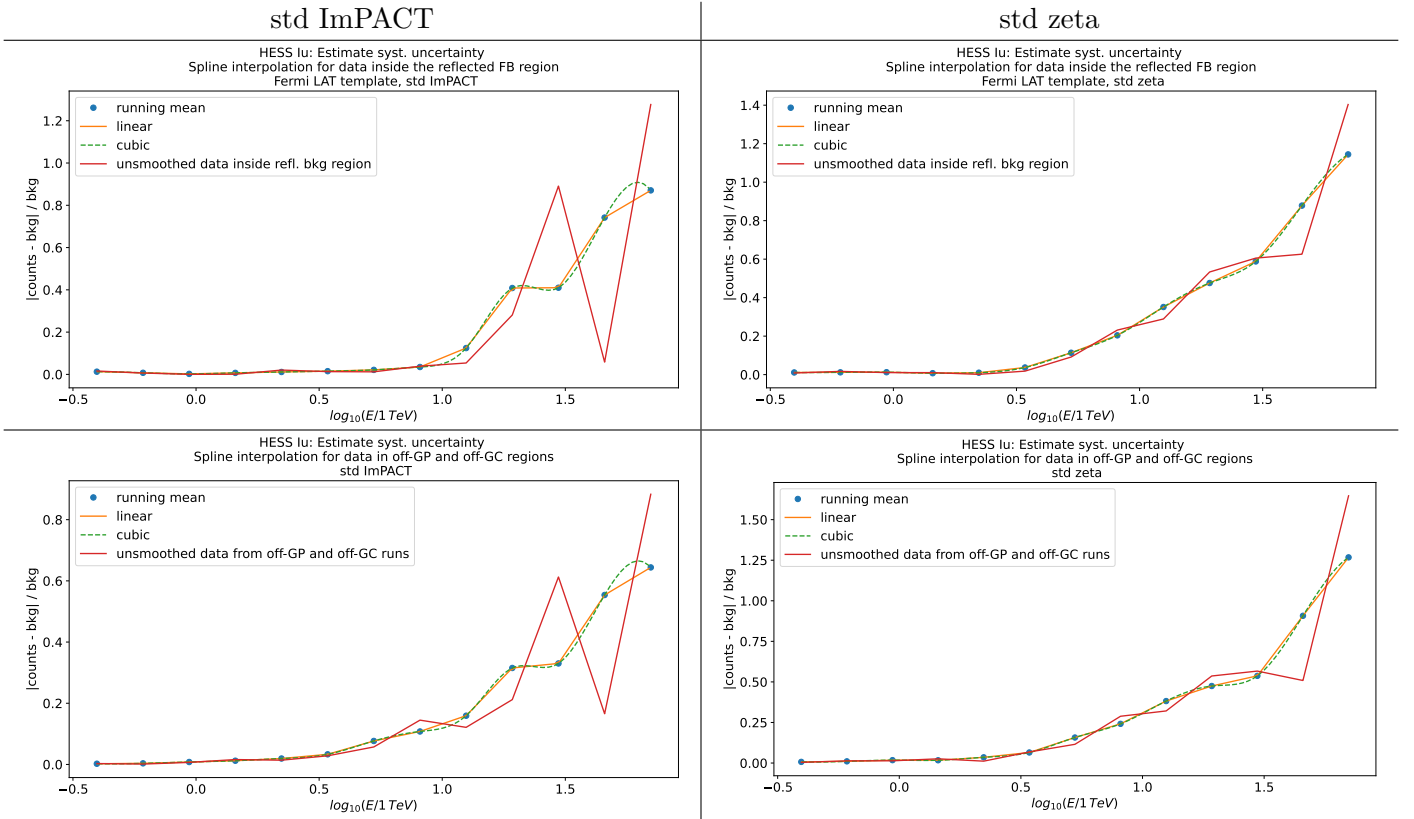 std ImPACT
std zeta
HESS Iu: Estimate syst. uncertainty
Spline interpolation for data inside the reflected FB region
Fermi LAT template, std ImPACT
running mean
linear
cubic
unsmoothed data inside refl. bkg region
|counts - bkg| / bkg
1.2
1.0
0.8
0.6
0.4
0.2
0.0
−0.5 0.0 0.5 1.0 1.5
log10(E/1 TeV)
HESS Iu: Estimate syst. uncertainty
Spline interpolation for data inside the reflected FB region
Fermi LAT template, std zeta
running mean
linear
cubic
unsmoothed data inside refl. bkg region
|counts - bkg| / bkg
1.4
1.2
1.0
0.8
0.6
0.4
0.2
0.0
−0.5 0.0 0.5 1.0 1.5
log10(E/1 TeV)
HESS Iu: Estimate syst. uncertainty
Spline interpolation for data in off-GP and off-GC regions
std ImPACT
running mean
linear
cubic
unsmoothed data from off-GP and off-GC runs
|counts - bkg| / bkg
0.8
0.6
0.4
0.2
0.0
−0.5 0.0 0.5 1.0 1.5
log10(E/1 TeV)
HESS Iu: Estimate syst. uncertainty
Spline interpolation for data in off-GP and off-GC regions
std zeta
running mean
linear
cubic
unsmoothed data from off-GP and off-GC runs
|counts - bkg| / bkg
1.50
1.25
1.00
0.75
0.50
0.25
0.00
−0.5 0.0 0.5 1.0 1.5
log10(E/1 TeV)